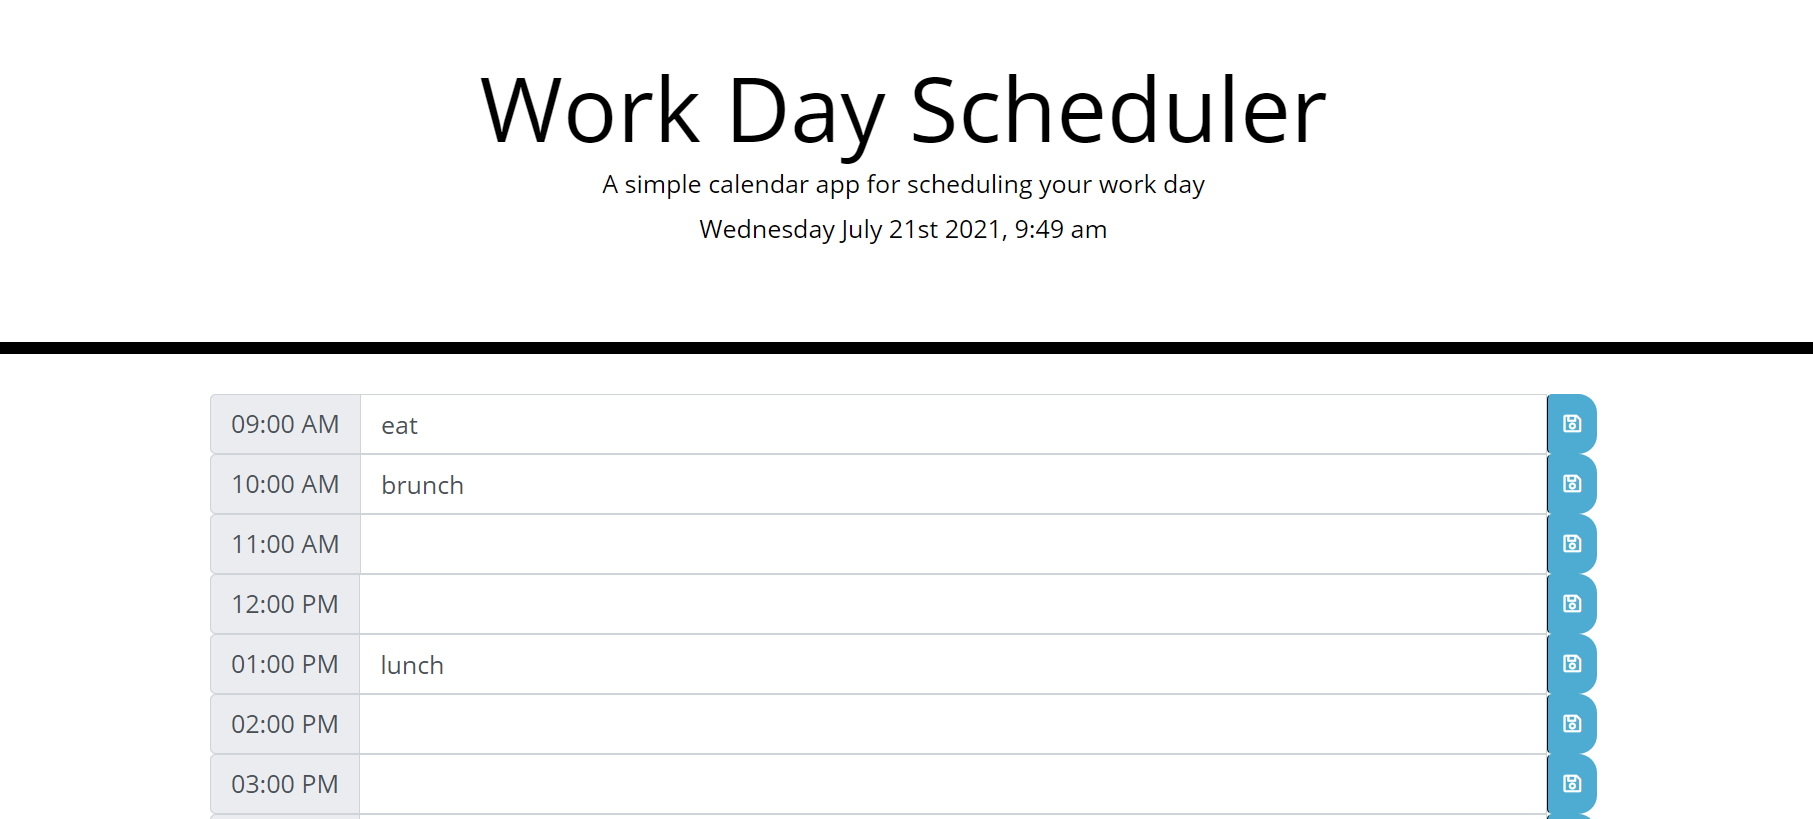 Work Day Scheduler
A simple calendar app for scheduling your work day
Wednesday July 21st 2021, 9:49 am
09:00 AM eat
10:00 AM brunch
11:00 AM
12:00 PM
01:00 PM lunch
02:00 PM
03:00 PM